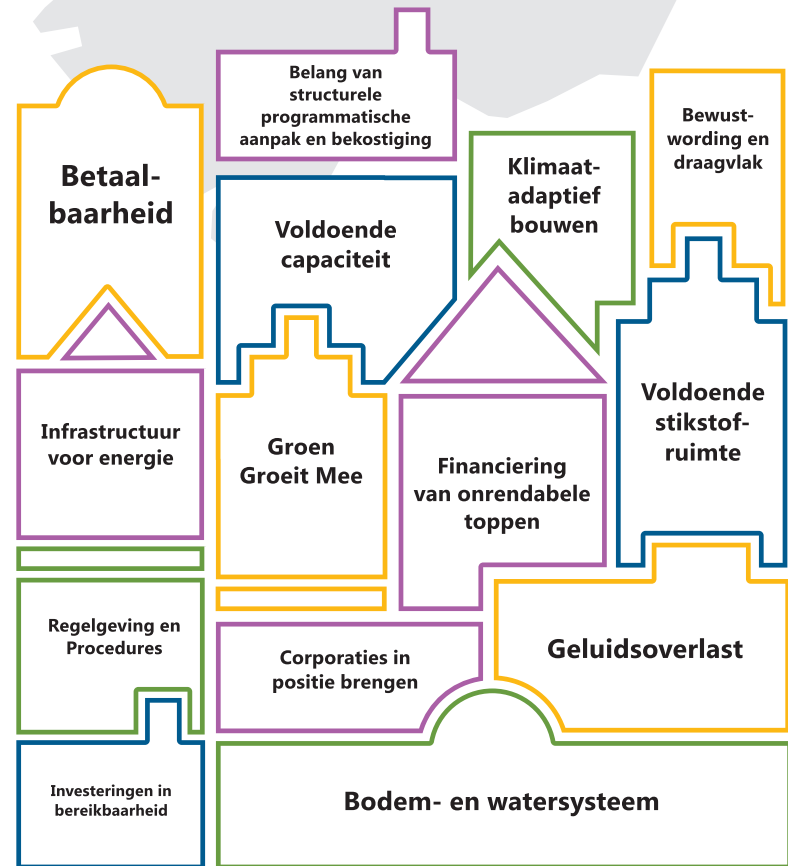 Belang van
structurele
programmatische
aanpak en bekostiging
Bewust-
wording en
draagvlak
Betaal-
baarheid
Klimaat-
adaptief
bouwen
Voldoende
capaciteit
Voldoende
stikstof-
ruimte
Infrastructuur
voor energie
Groen
Groeit Mee
Financiering
van onrendabele
toppen
Regelgeving en
Procedures
Corporaties in
positie brengen
Geluidsoverlast
Investeringen in
bereikbaarheid
Bodem- en watersysteem